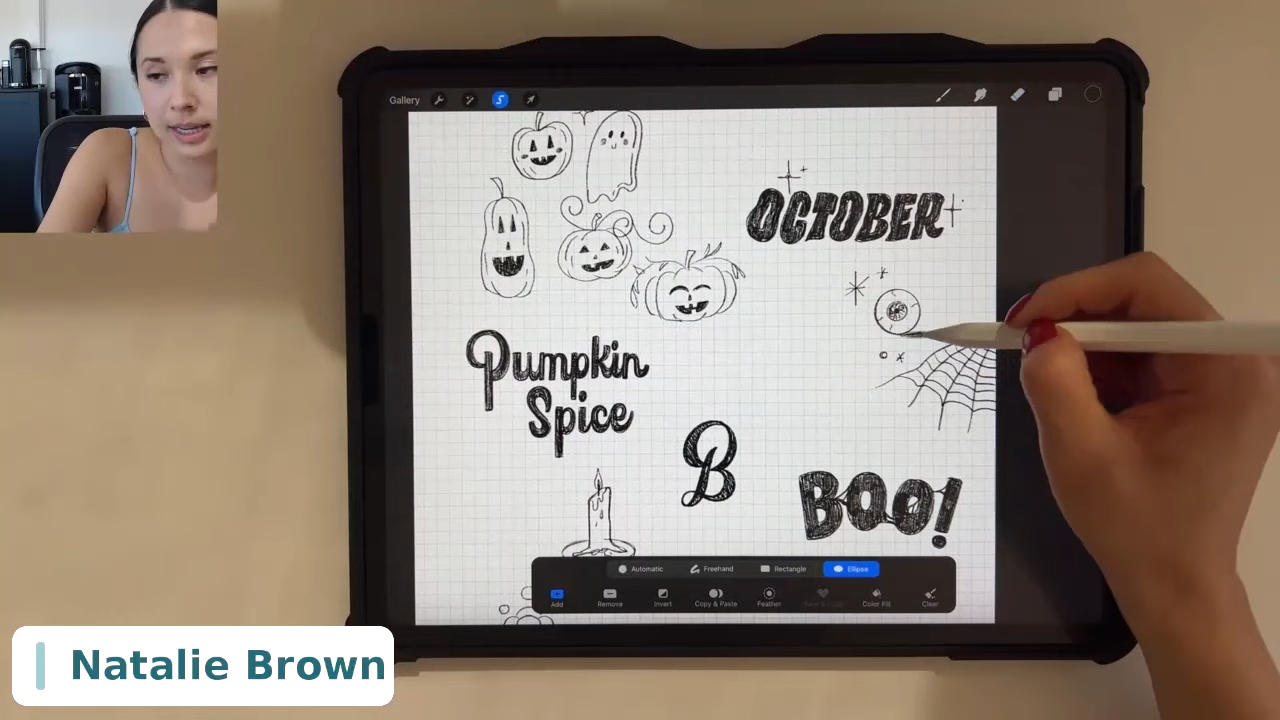 Gallery
OCTOBER
Pumpkin
Spice
B
BOO!
Automatic
Freehand
Rectangle
Ellipse
Add
Remove
Invert
Copy & Paste
Feather
Color Fill
Clear
Natalie Brown